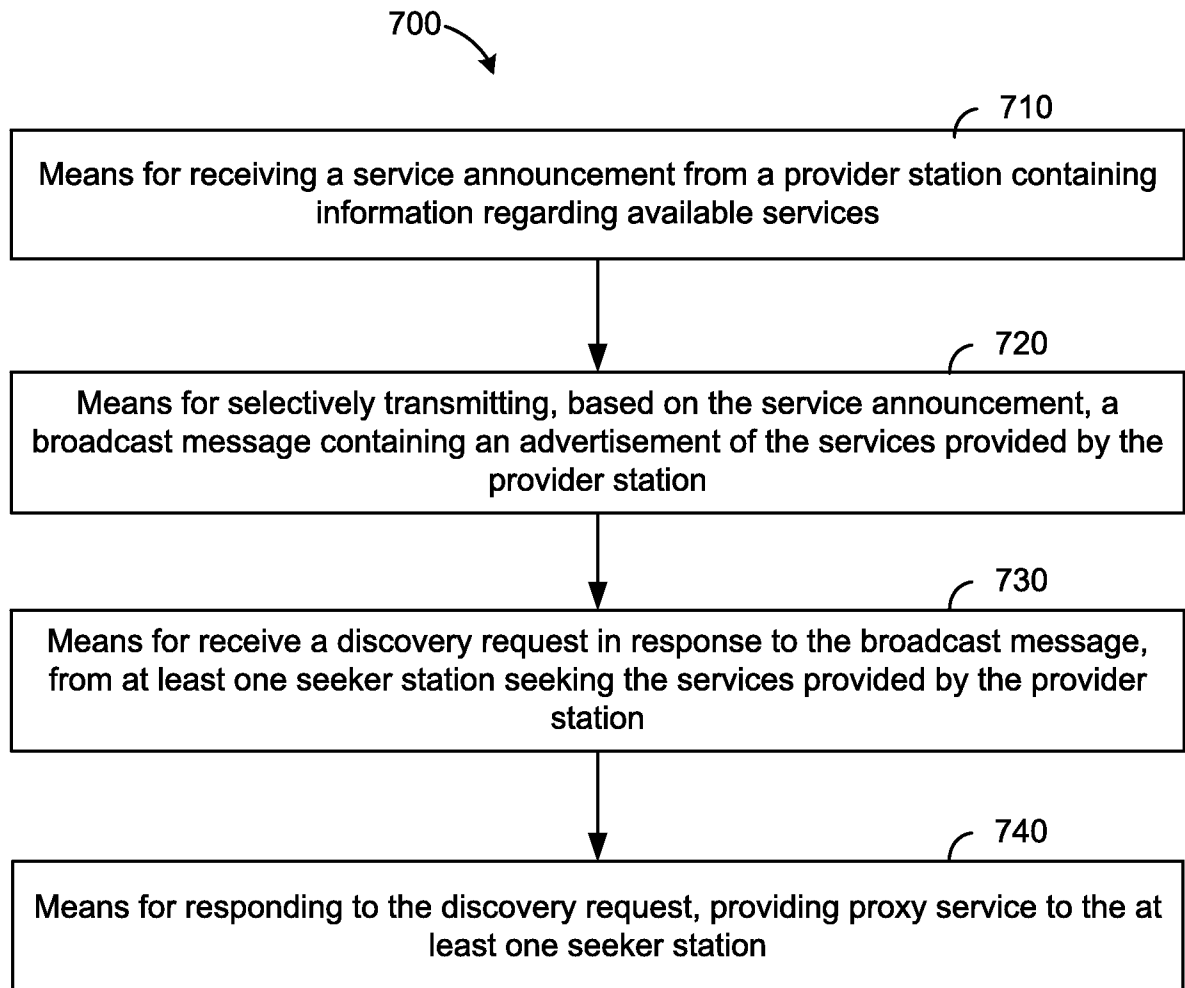 700
710
Means for receiving a service announcement from a provider station containing
information regarding available services
720
Means for selectively transmitting, based on the service announcement, a
broadcast message containing an advertisement of the services provided by the
provider station
730
Means for receive a discovery request in response to the broadcast message,
from at least one seeker station seeking the services provided by the provider
station
740
Means for responding to the discovery request, providing proxy service to the at
least one seeker station